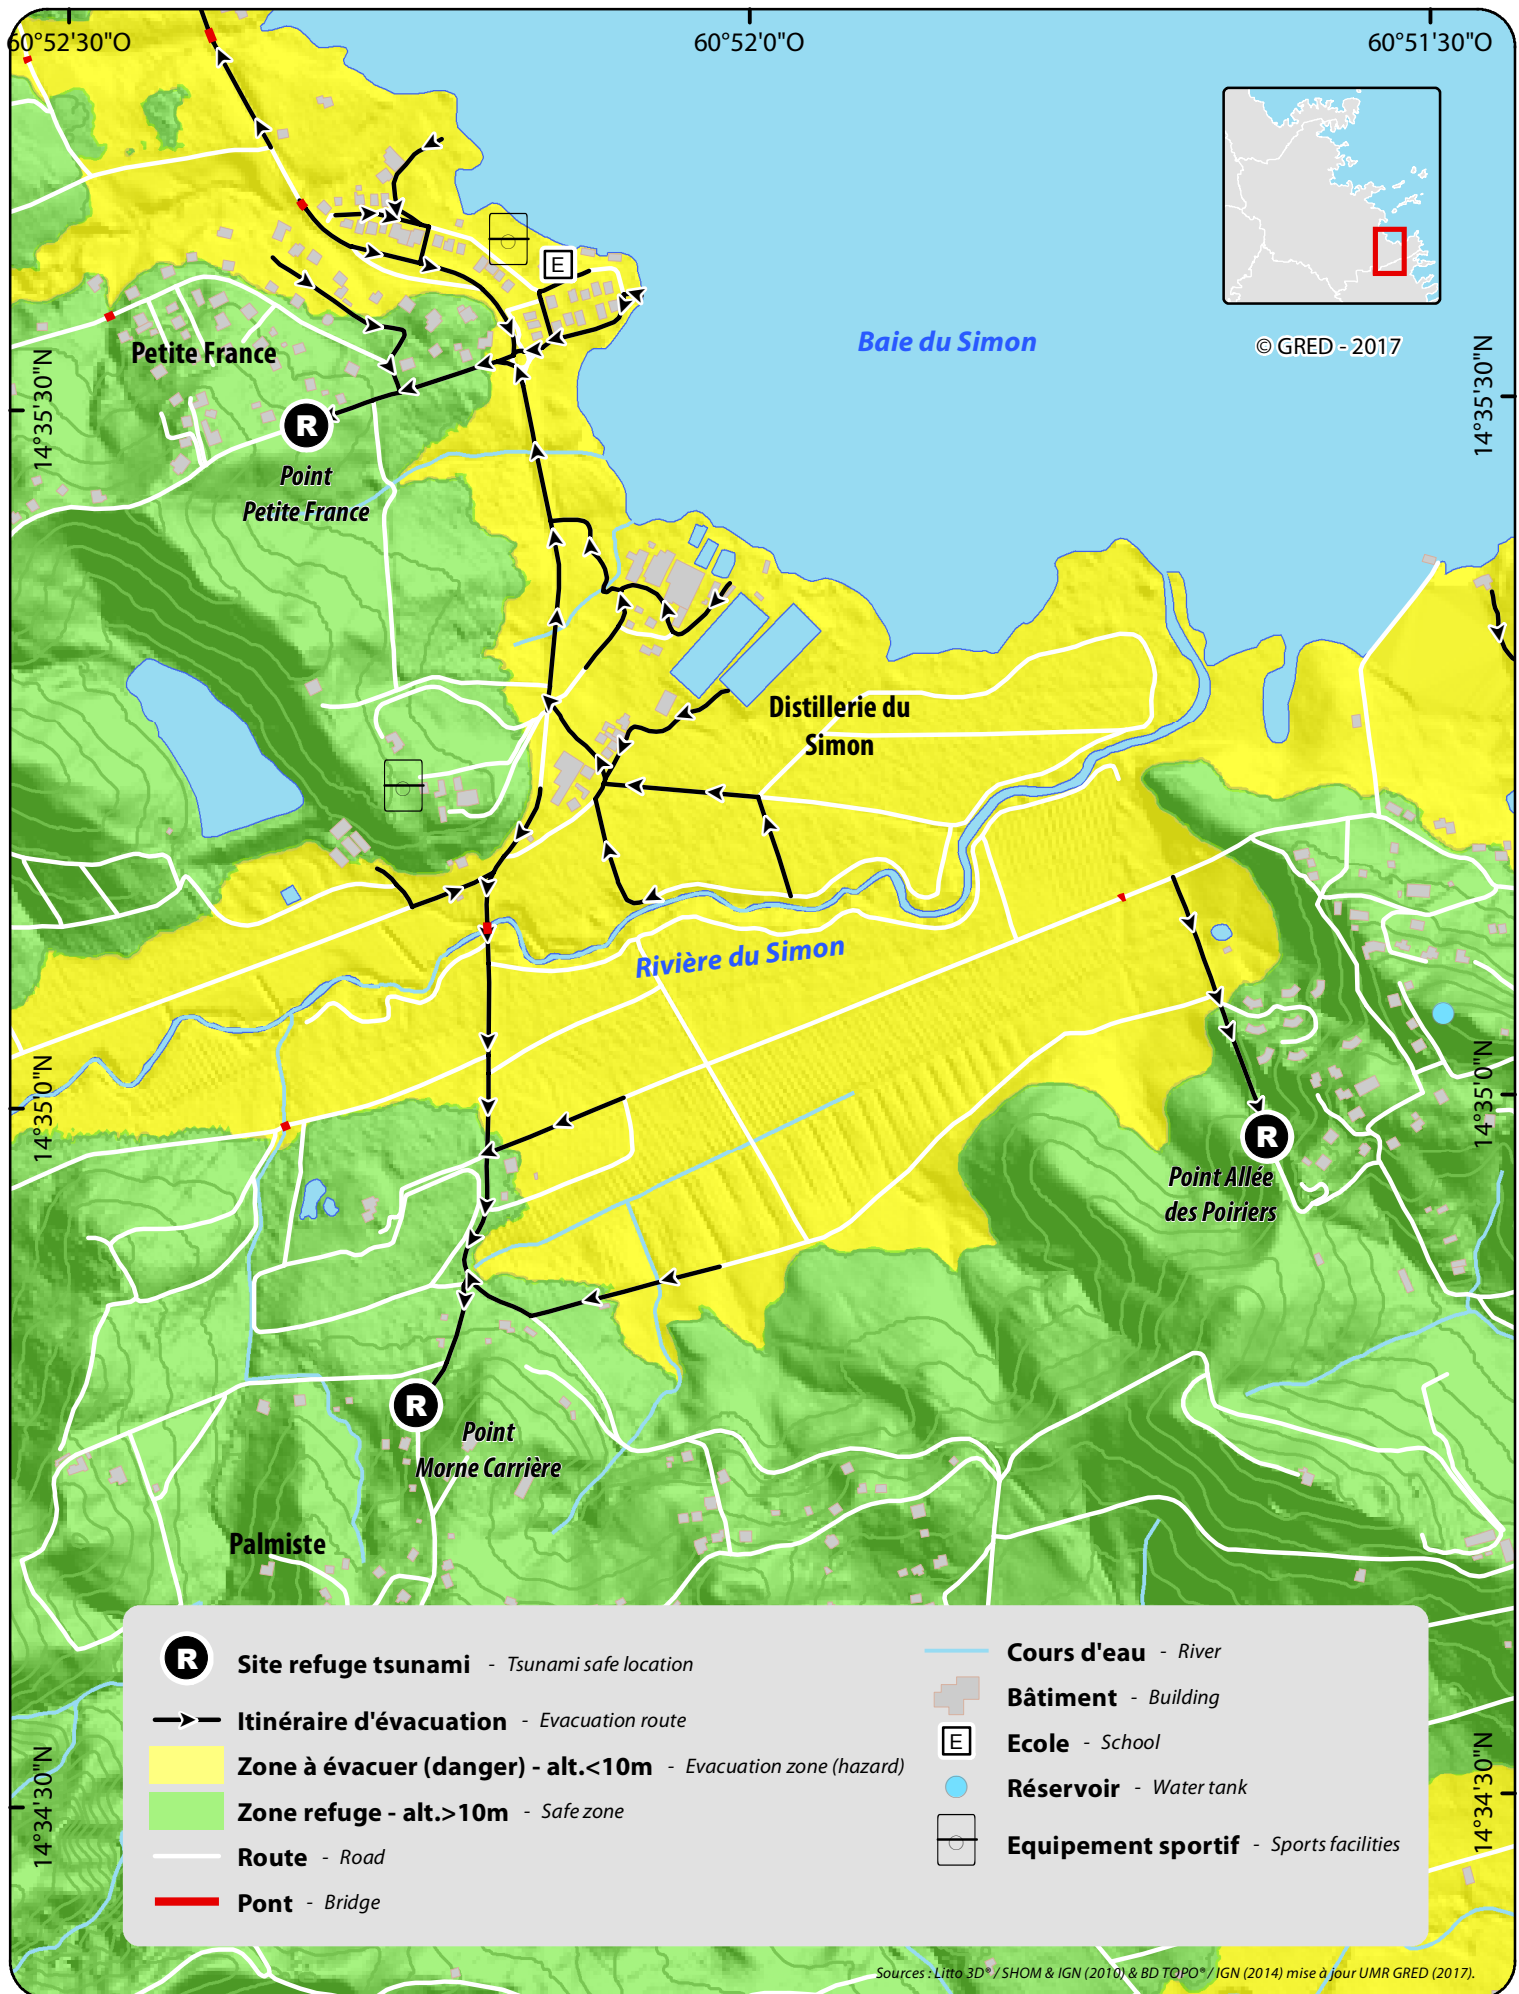 60°52'30"O
60°52'0"O
60°51'30"O
E
Baie du Simon
© GRED - 2017
Petite France
14°35'30"N
14°35'30"N
R
Point
Petite France
Distillerie du
Simon
Rivière du Simon
14°35'0"N
14°35'0"N
R
Point Allée
des Poiriers
R
Point
Morne Carrière
Palmiste
R
Site refuge tsunami - Tsunami safe location
Itinéraire d'évacuation - Evacuation route
Zone à évacuer (danger) - alt.<10m - Evacuation zone (hazard)
Zone refuge - alt.>10m - Safe zone
Route - Road
Pont - Bridge
Cours d'eau - River
Bâtiment - Building
E
Ecole - School
Réservoir - Water tank
Equipement sportif - Sports facilities
14°34'30"N
14°34'30"N
Sources : Litto 3D® / SHOM & IGN (2010) & BD TOPO® / IGN (2014) mise à jour UMR GRED (2017).